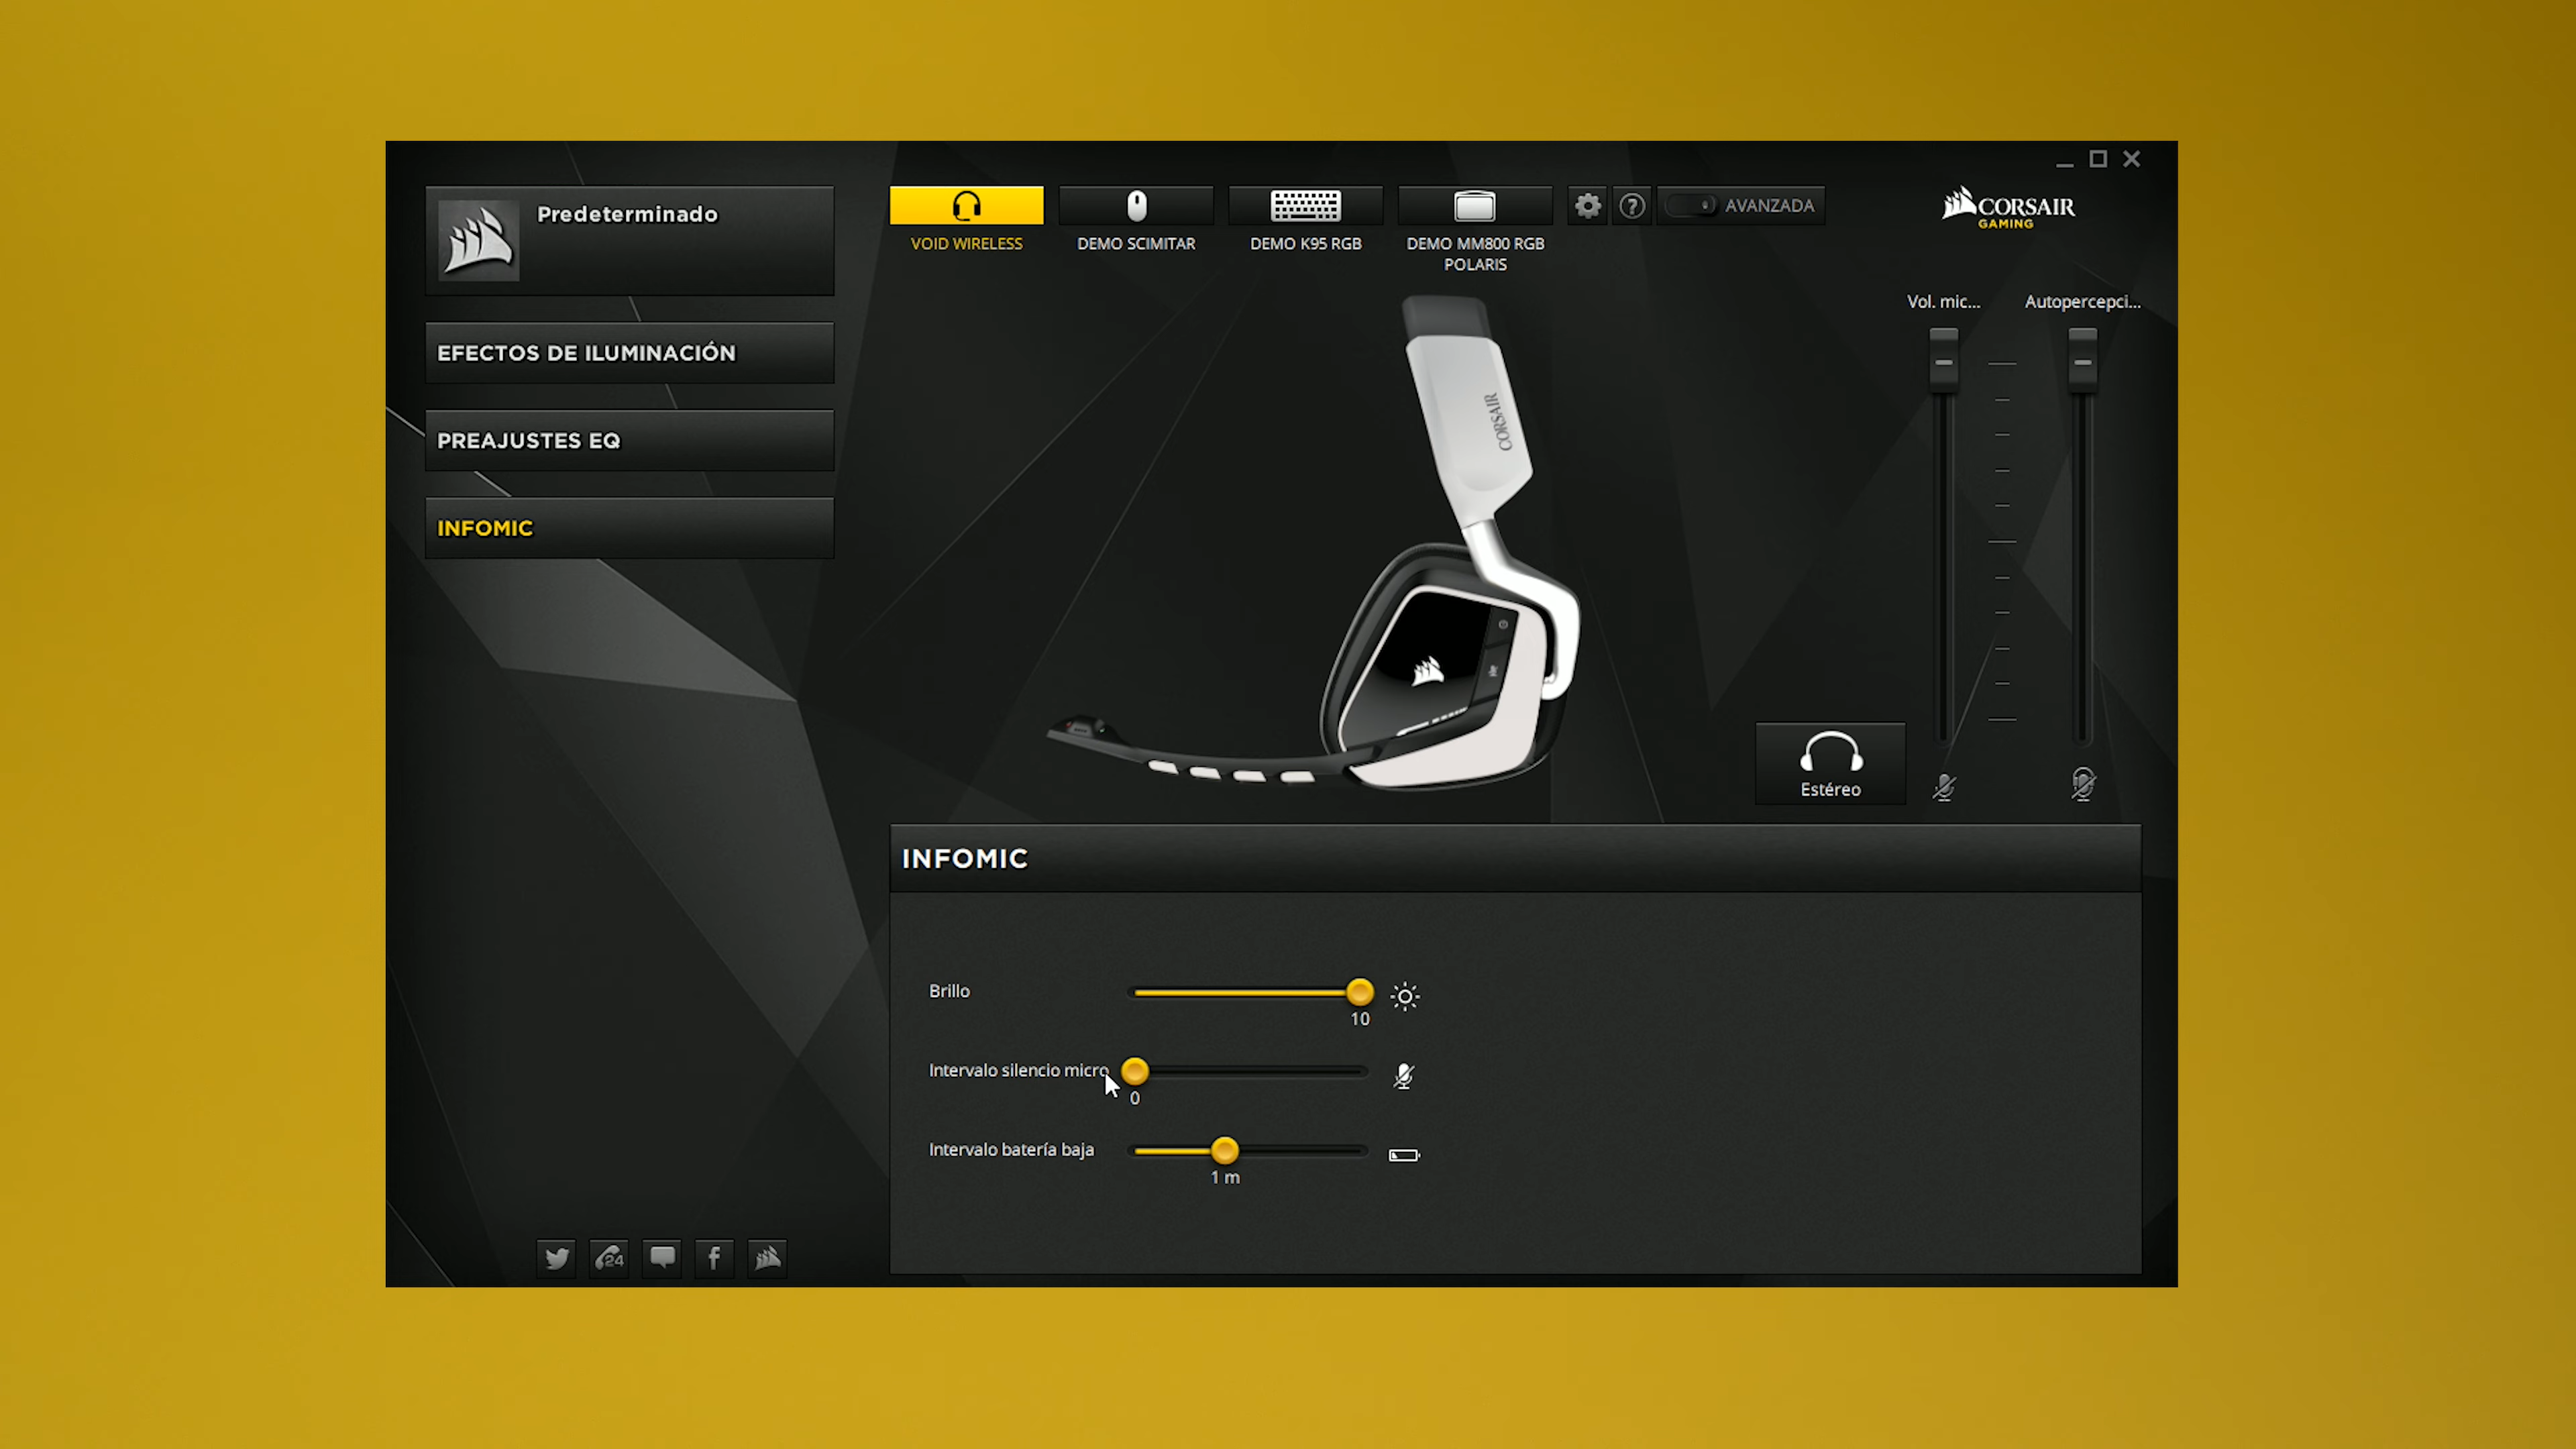 Predeterminado
EFECTOS DE ILUMINACIÓN
PREAJUSTES EQ
INFOMIC
VOID WIRELESS
DEMO SCIMITAR
DEMO K95 RGB
DEMO MM800 RGB
POLARIS
AVANZADA
CORSAIR
GAMING
Vol. mic...
Autopercepci...
CORSAIR
Estéreo
INFOMIC
Brillo
10
Intervalo silencio micro
0
Intervalo batería baja
1 m
24